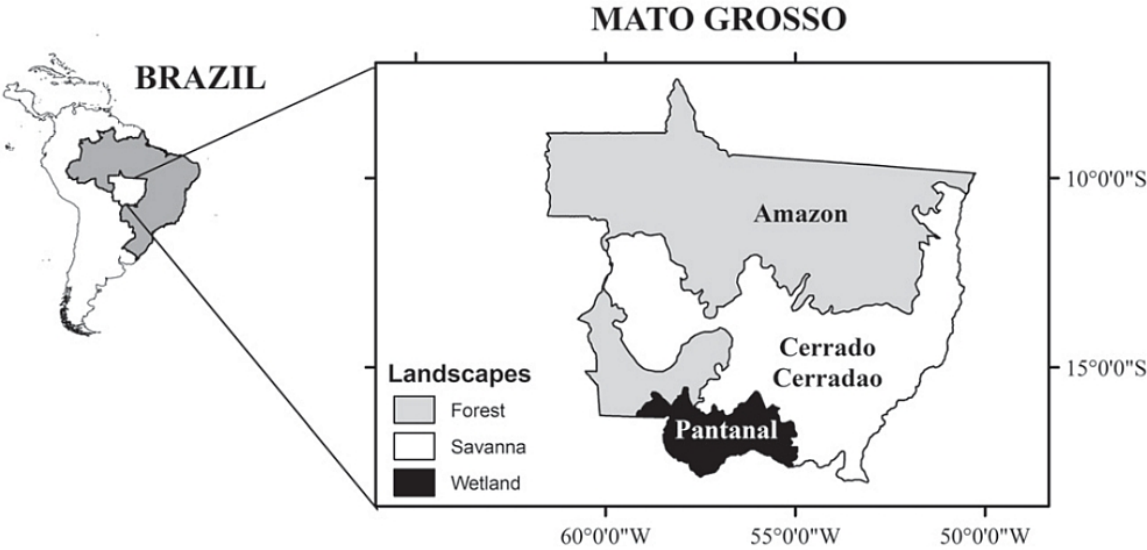 MATO GROSSO
BRAZIL
Amazon
Cerrado
Cerradao
Pantanal
Landscapes
Forest
Savanna
Wetland
10°0'0"S
15°0'0"S
60°0'0"W
55°0'0"W
50°0'0"W